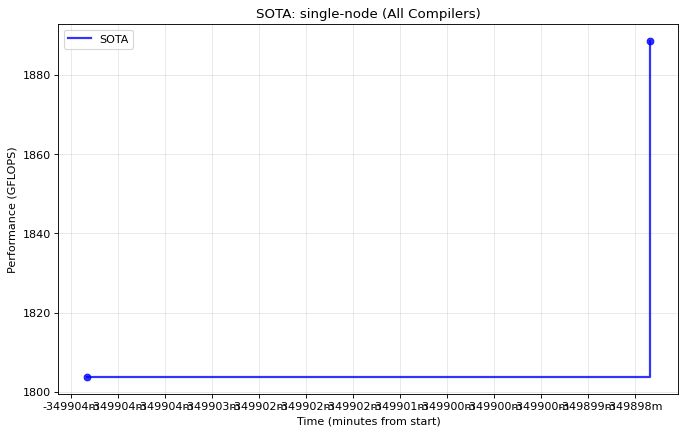 SOTA: single-node (All Compilers)
SOTA
Performance (GFLOPS)
1880
1860
1840
1820
1800
-349904m -349904m -349904m -349903m -349902m -349902m -349902m -349901m -349900m -349900m -349900m -349899m -349898m
Time (minutes from start)